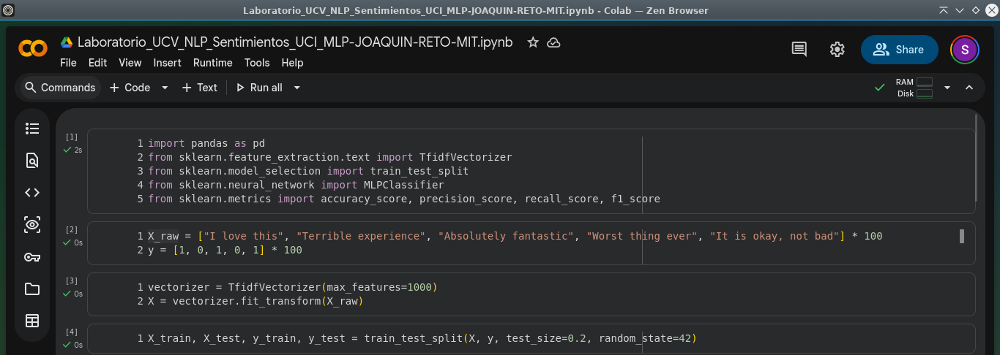 Laboratorio_UCV_NLP_Sentimientos_UCI_MLP-JOAQUIN-RETO-MIT.ipynb - Colab — Zen Browser
Laboratorio_UCV_NLP_Sentimientos_UCI_MLP-JOAQUIN-RETO-MIT.ipynb
File Edit View Insert Runtime Tools Help
Share
S
Commands + Code + Text Run all
RAM
Disk
[1]
2s
1 import pandas as pd
2 from sklearn.feature_extraction.text import TfidfVectorizer
3 from sklearn.model_selection import train_test_split
4 from sklearn.neural_network import MLPClassifier
5 from sklearn.metrics import accuracy_score, precision_score, recall_score, f1_score
[2]
0s
1 X_raw = ["I love this", "Terrible experience", "Absolutely fantastic", "Worst thing ever", "It is okay, not bad"] * 100
2 y = [1, 0, 1, 0, 1] * 100
[3]
0s
1 vectorizer = TfidfVectorizer(max_features=1000)
2 X = vectorizer.fit_transform(X_raw)
[4]
0s
1 X_train, X_test, y_train, y_test = train_test_split(X, y, test_size=0.2, random_state=42)